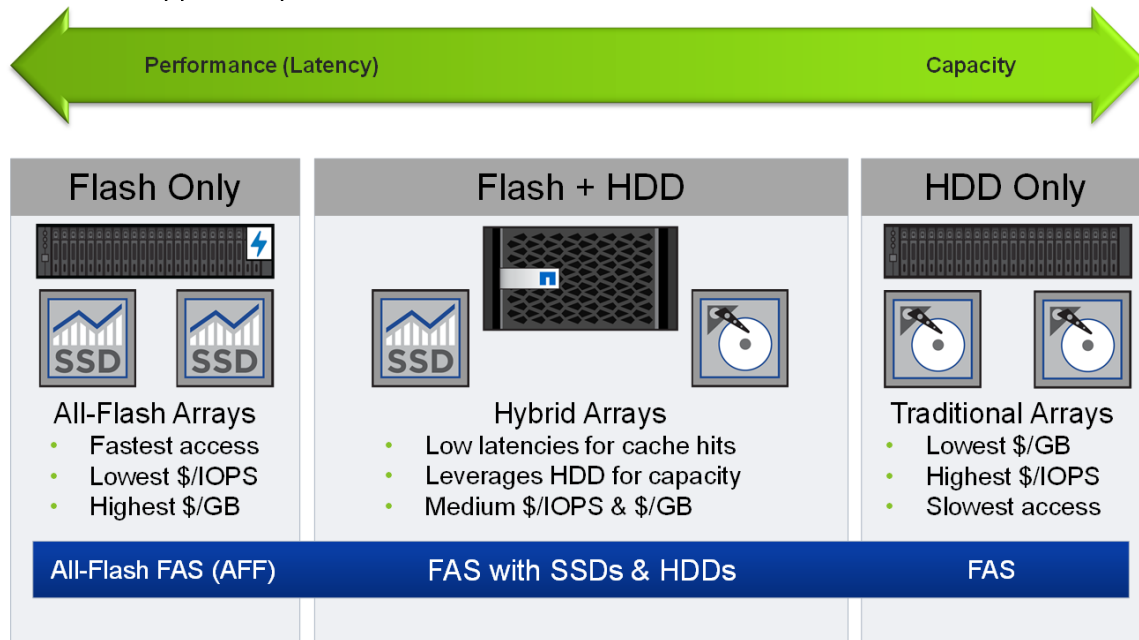 Performance (Latency)
Capacity
Flash Only
SSD
SSD
All-Flash Arrays
• Fastest access
• Lowest $/IOPS
• Highest $/GB
All-Flash FAS (AFF)
Flash + HDD
SSD
Hybrid Arrays
• Low latencies for cache hits
• Leverages HDD for capacity
• Medium $/IOPS & $/GB
FAS with SSDs & HDDs
HDD Only
Traditional Arrays
• Lowest $/GB
• Highest $/IOPS
• Slowest access
FAS